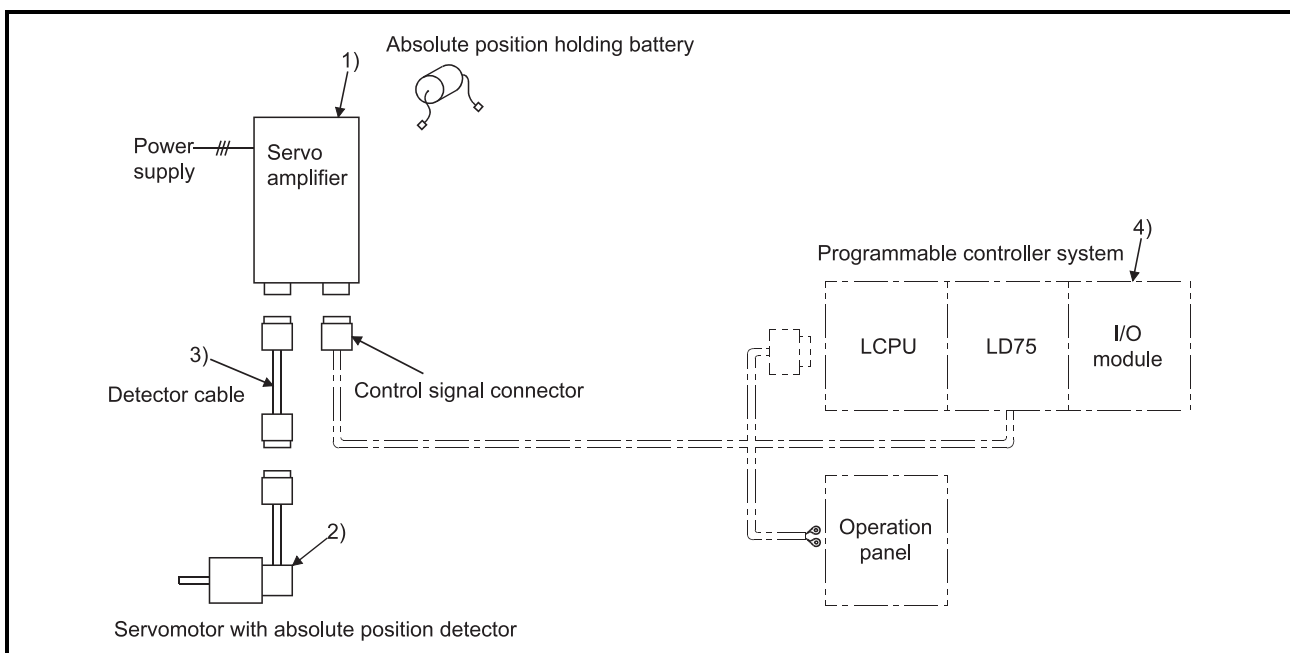 Absolute position holding battery
1)
Power
supply
Servo
amplifier
4)
Programmable controller system
LCPU
LD75
I/O
module
3)
Detector cable
Control signal connector
Operation
panel
2)
Servomotor with absolute position detector